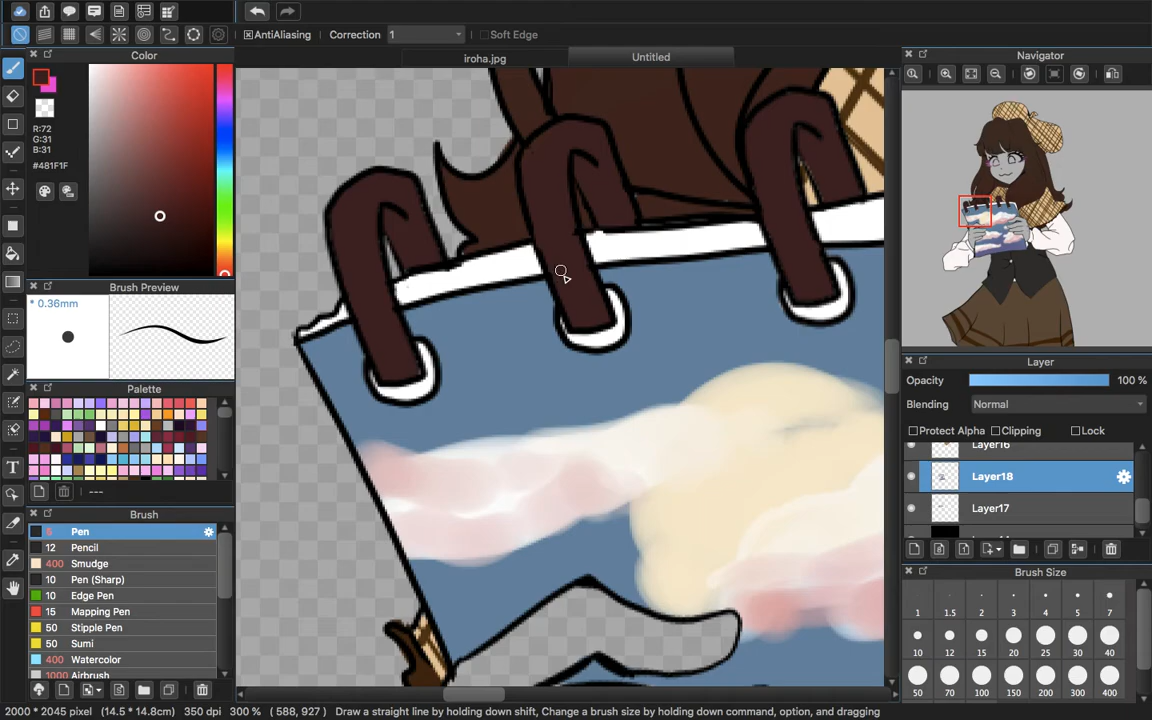 AntiAliasing
Correction
1
Soft Edge
Color
iroha.jpg
Untitled
Navigator
R:72
G:31
B:31
#481F1F
Brush Preview
* 0.36mm
Palette
---
Brush
5 Pen
12 Pencil
400 Smudge
10 Pen (Sharp)
10 Edge Pen
15 Mapping Pen
50 Stipple Pen
50 Sumi
400 Watercolor
1000 Airbrush
T
Layer
Opacity
100 %
Blending
Normal
Protect Alpha
Clipping
Lock
Layer16
Layer18
Layer17
Brush Size
1 1.5 2 3 4 5 7
10 12 15 20 25 30 40
50 70 100 150 200 300 400
2000 * 2045 pixel (14.5 * 14.8cm) 350 dpi 300 % ( 588, 927 ) Draw a straight line by holding down shift, Change a brush size by holding down command, option, and dragging